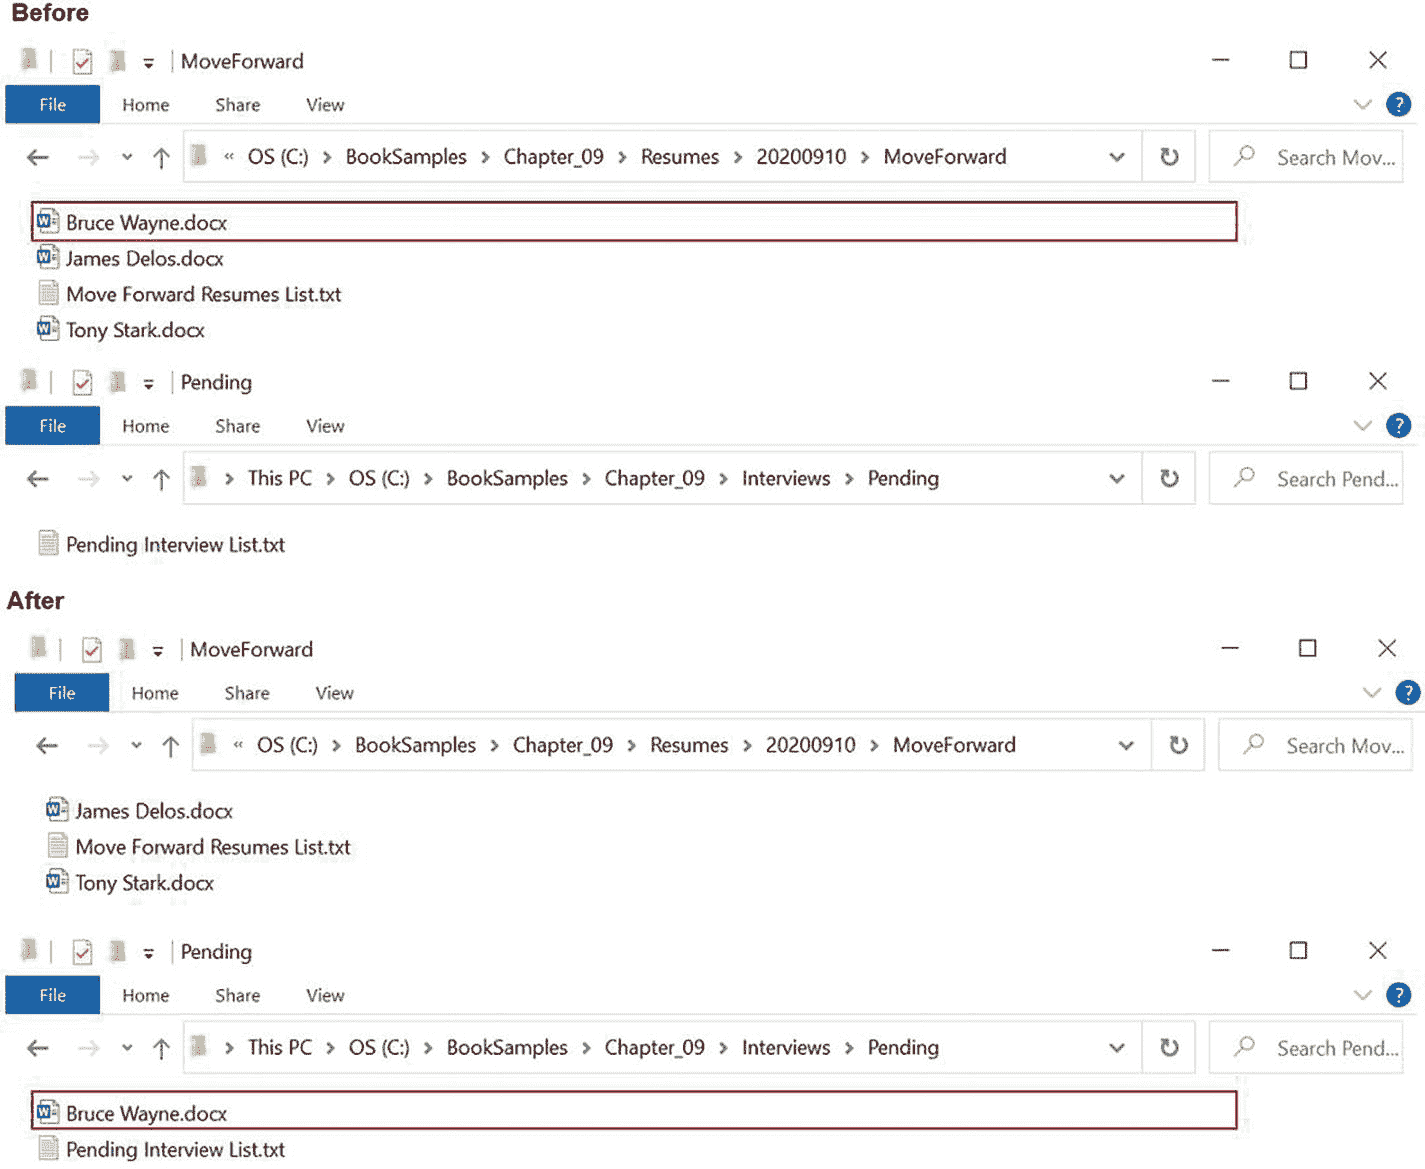 Before
MoveForward
File Home Share View ?
« OS (C:) > BookSamples > Chapter_09 > Resumes > 20200910 > MoveForward Search Mov...
Bruce Wayne.docx
James Delos.docx
Move Forward Resumes List.txt
Tony Stark.docx
Pending
File Home Share View ?
> This PC > OS (C:) > BookSamples > Chapter_09 > Interviews > Pending Search Pend...
Pending Interview List.txt
After
MoveForward
File Home Share View ?
« OS (C:) > BookSamples > Chapter_09 > Resumes > 20200910 > MoveForward Search Mov...
James Delos.docx
Move Forward Resumes List.txt
Tony Stark.docx
Pending
File Home Share View ?
> This PC > OS (C:) > BookSamples > Chapter_09 > Interviews > Pending Search Pend...
Bruce Wayne.docx
Pending Interview List.txt